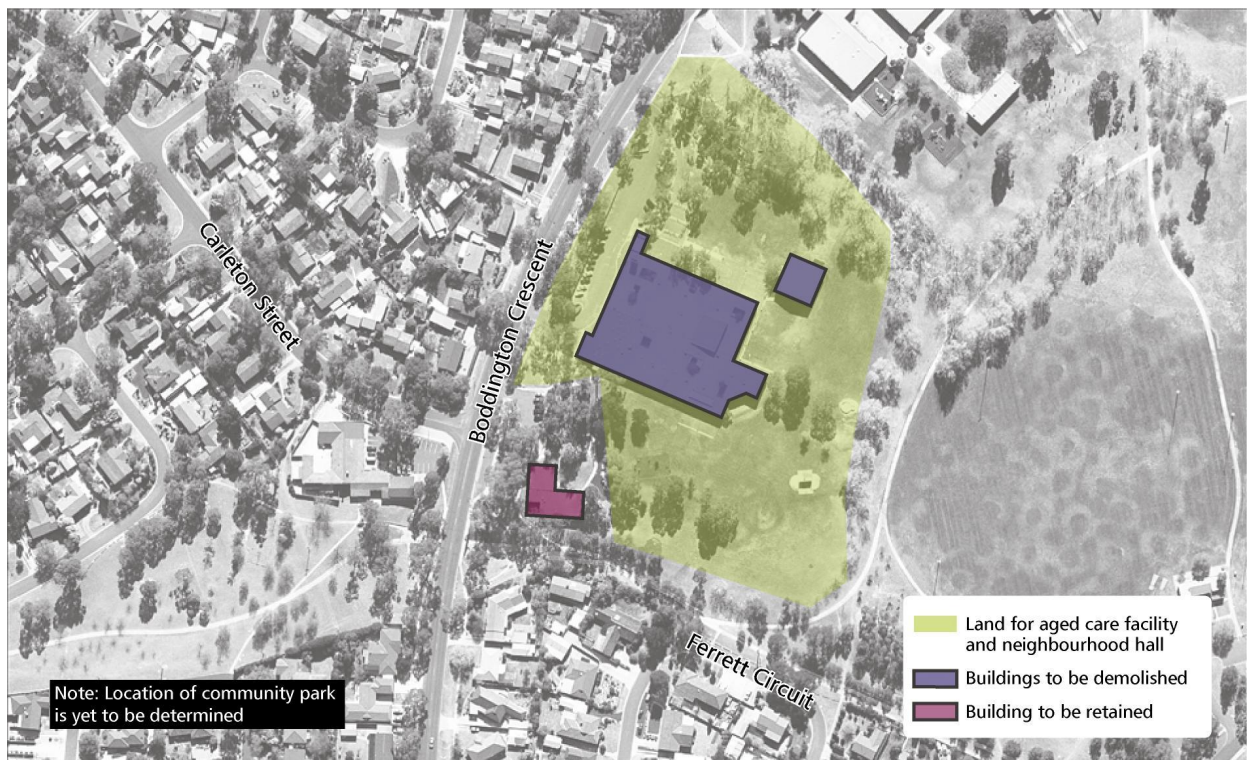 Carleton Street
Boddington Crescent
Ferrett Circuit
Note: Location of community park
is yet to be determined
Land for aged care facility
and neighbourhood hall
Buildings to be demolished
Building to be retained